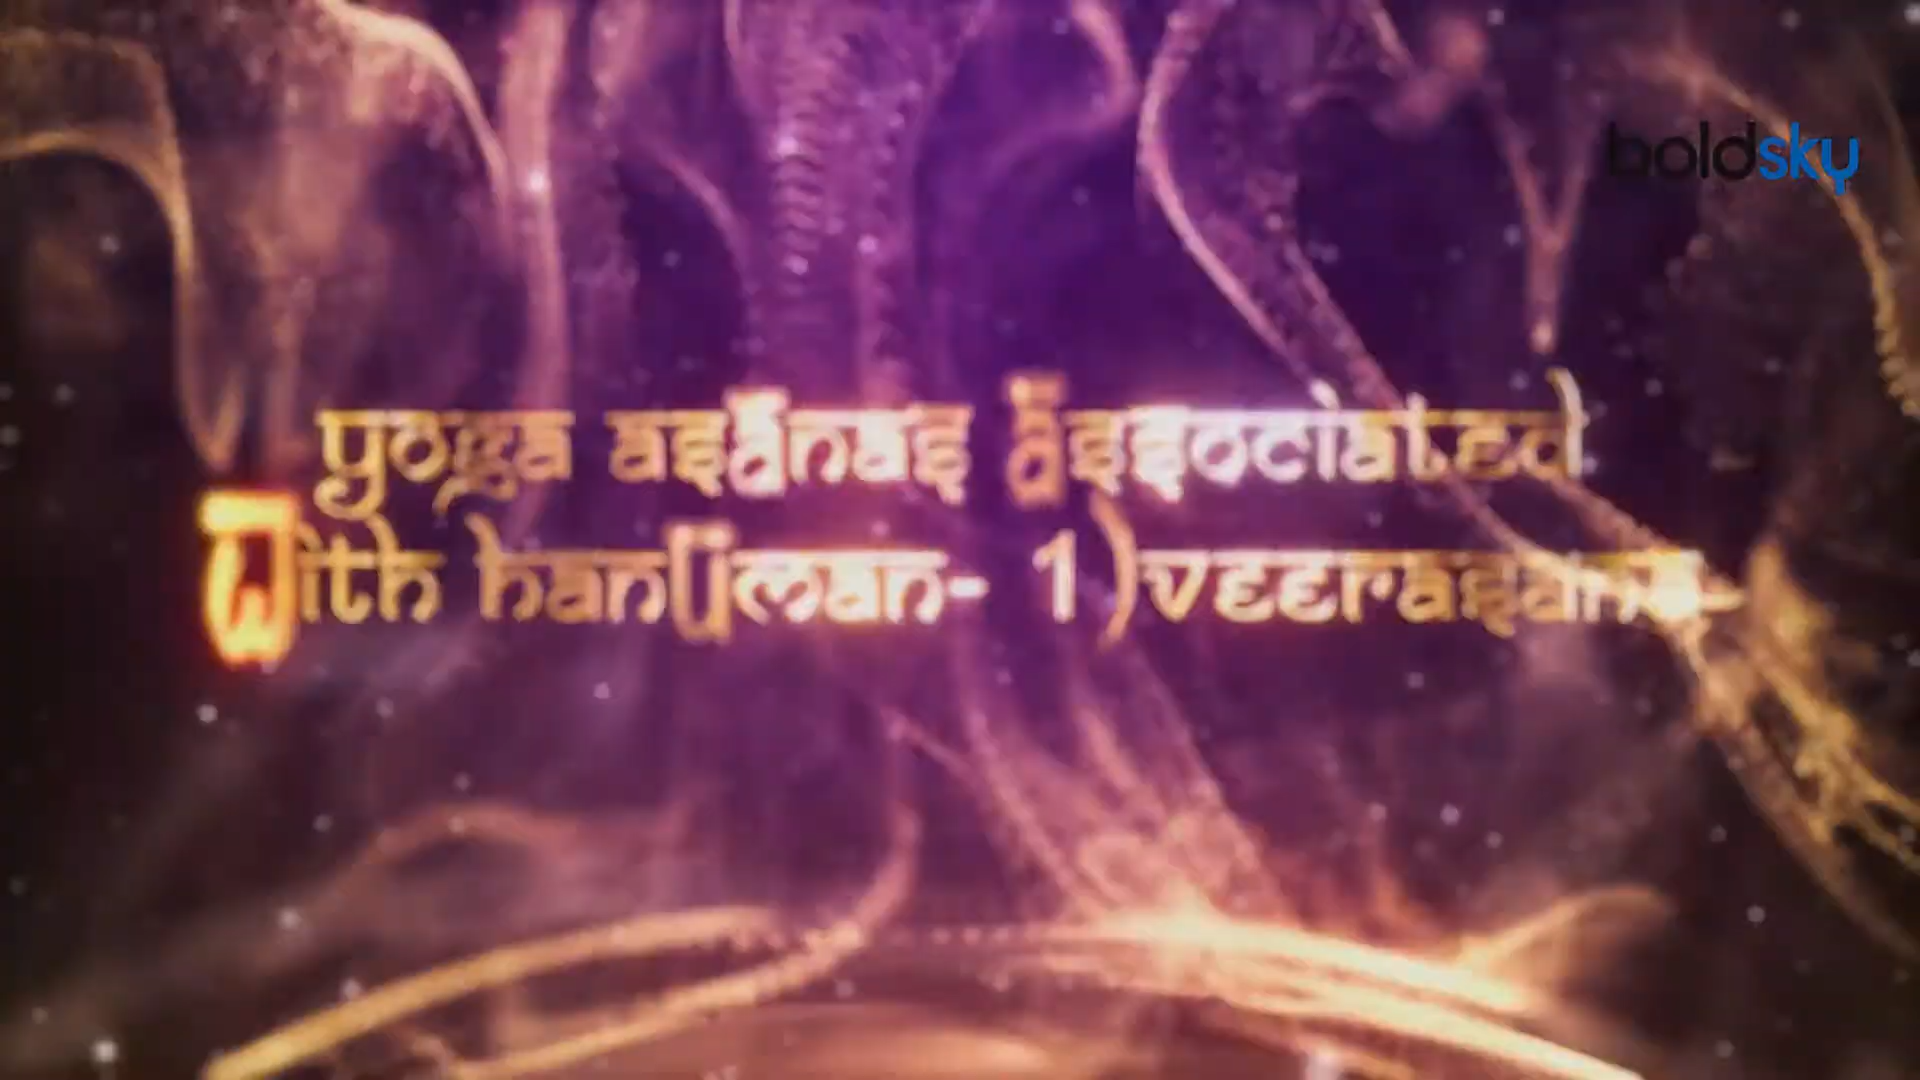 boldsky
yoga asanas associated
with hanuman- 1)veerasana-